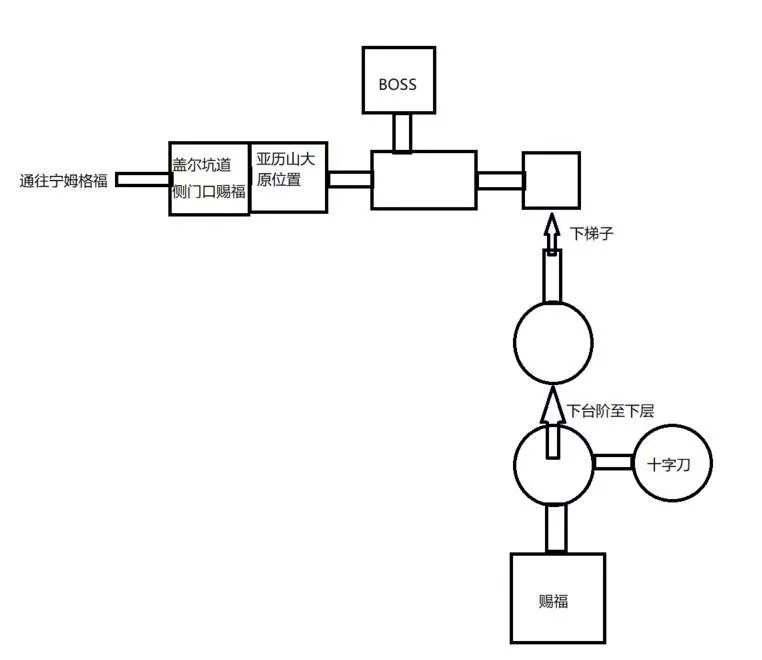 BOSS
通往宁姆格福
盖尔坑道
侧门口赐福
亚历山大
原位置
下梯子
下台阶至下层
十字刀
赐福